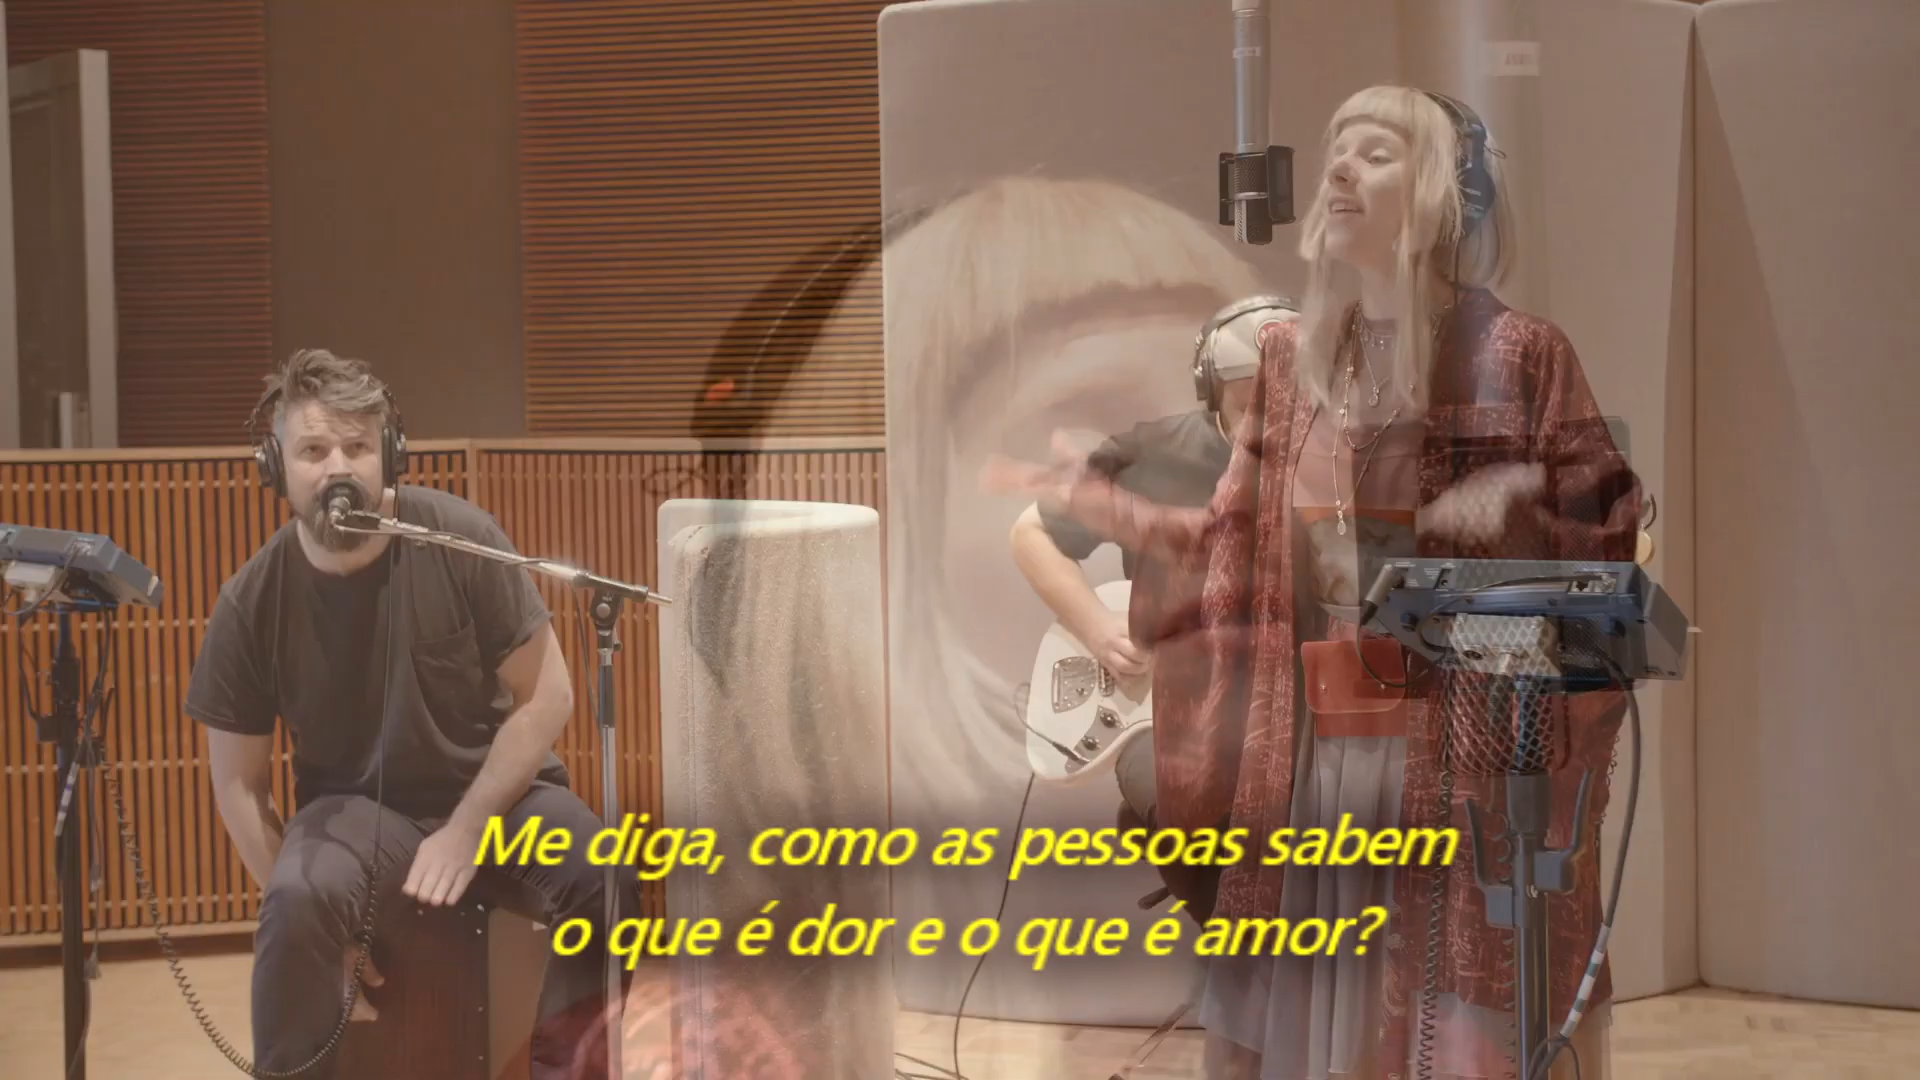 Me diga, como as pessoas sabem
o que é dor e o que é amor?